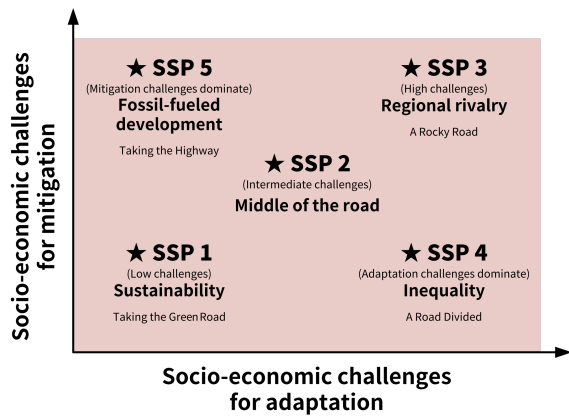 Socio-economic challenges
for mitigation
★ SSP 5
(Mitigation challenges dominate)
Fossil-fueled
development
Taking the Highway
★ SSP 3
(High challenges)
Regional rivalry
A Rocky Road
★ SSP 2
(Intermediate challenges)
Middle of the road
★ SSP 1
(Low challenges)
Sustainability
Taking the Green Road
★ SSP 4
(Adaptation challenges dominate)
Inequality
A Road Divided
Socio-economic challenges
for adaptation